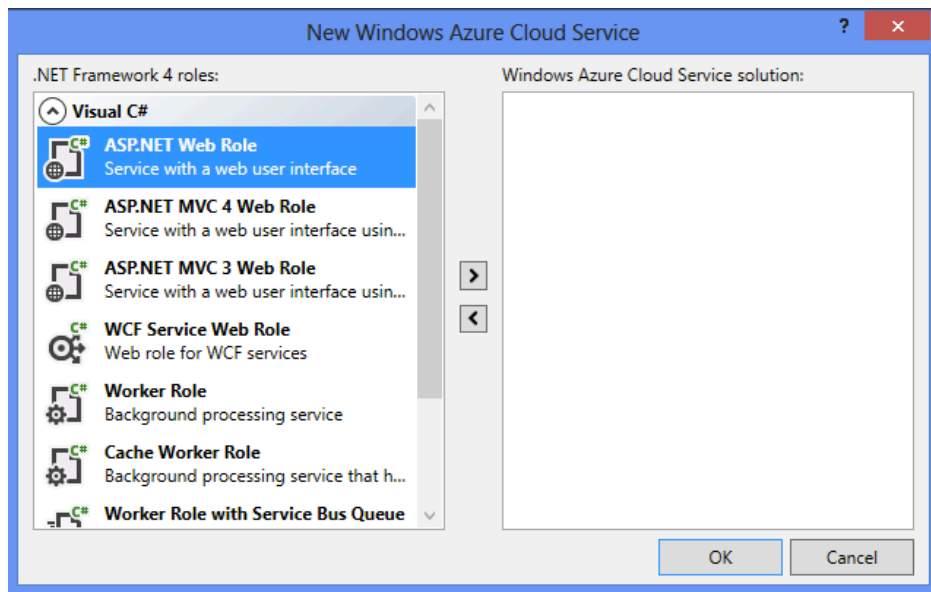 New Windows Azure Cloud Service
?
.NET Framework 4 roles:
Windows Azure Cloud Service solution:
Visual C#
ASP.NET Web Role
Service with a web user interface
ASP.NET MVC 4 Web Role
Service with a web user interface usin...
ASP.NET MVC 3 Web Role
Service with a web user interface usin...
WCF Service Web Role
Web role for WCF services
Worker Role
Background processing service
Cache Worker Role
Background processing service that h...
Worker Role with Service Bus Queue
C#
C#
C#
C#
C#
C#
C#
OK
Cancel